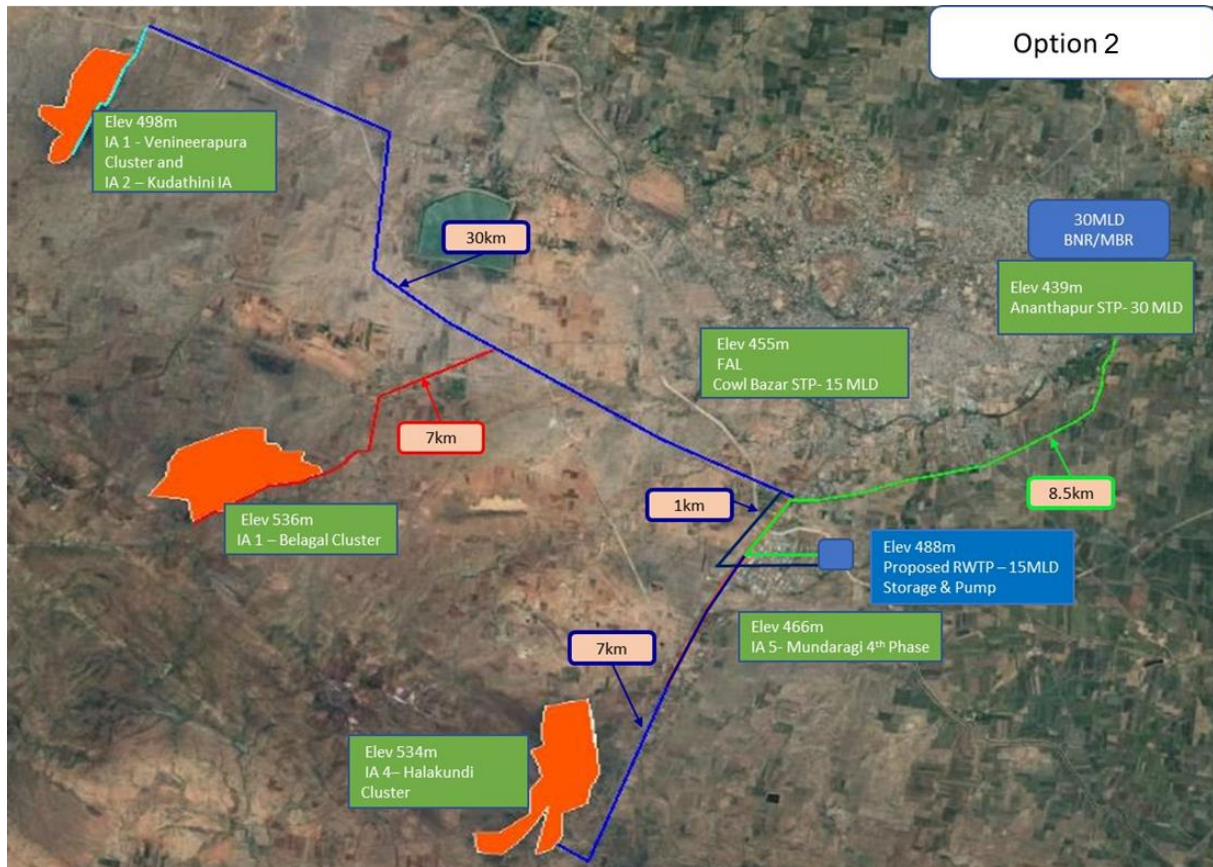 Option 2
Elev 498m
IA 1 - Venineerapura
Cluster and
IA 2 – Kudathini IA
30km
30MLD
BNR/MBR
Elev 439m
Ananthapur STP- 30 MLD
Elev 455m
FAL
Cowl Bazar STP- 15 MLD
7km
8.5km
1km
Elev 536m
IA 1 – Belagal Cluster
Elev 488m
Proposed RWTP – 15MLD
Storage & Pump
Elev 466m
IA 5- Mundaragi 4th Phase
7km
Elev 534m
IA 4– Halakundi
Cluster